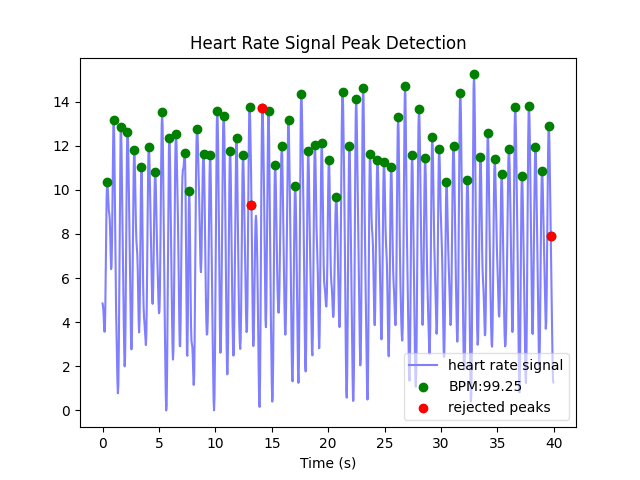 Heart Rate Signal Peak Detection
14
12
10
8
6
4
2
0
heart rate signal
BPM:99.25
rejected peaks
0 5 10 15 20 25 30 35 40
Time (s)